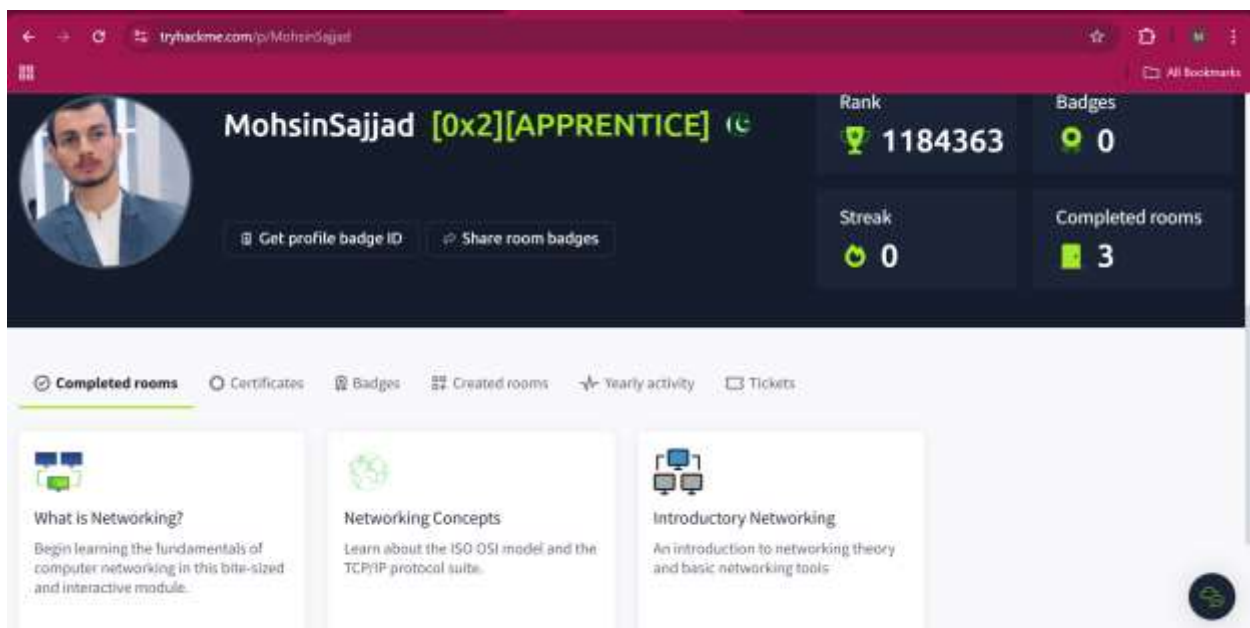 tryhackme.com/p/MohsinSajjad
All Bookmarks
MohsinSajjad [0x2][APPRENTICE]
Get profile badge ID
Share room badges
Rank
1184363
Badges
0
Streak
0
Completed rooms
3
Completed rooms
Certificates
Badges
Created rooms
Yearly activity
Tickets
What is Networking?
Begin learning the fundamentals of
computer networking in this bite-sized
and interactive module.
Networking Concepts
Learn about the ISO OSI model and the
TCP/IP protocol suite.
Introductory Networking
An introduction to networking theory
and basic networking tools